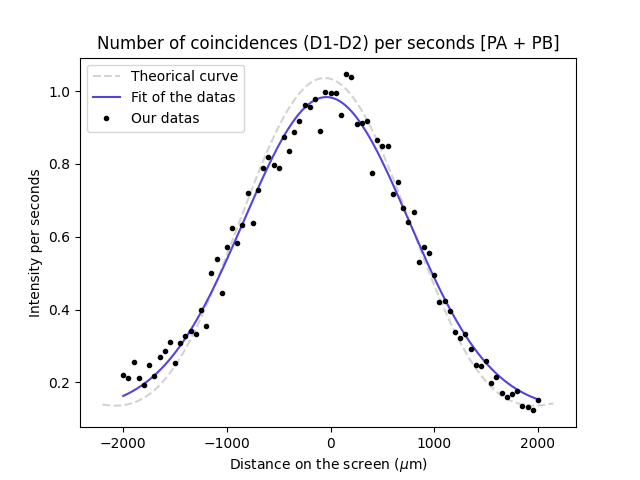 Number of coincidences (D1-D2) per seconds [PA + PB]
Theorical curve
Fit of the datas
Our datas
Intensity per seconds
1.0
0.8
0.6
0.4
0.2
−2000 −1000 0 1000 2000
Distance on the screen (μm)